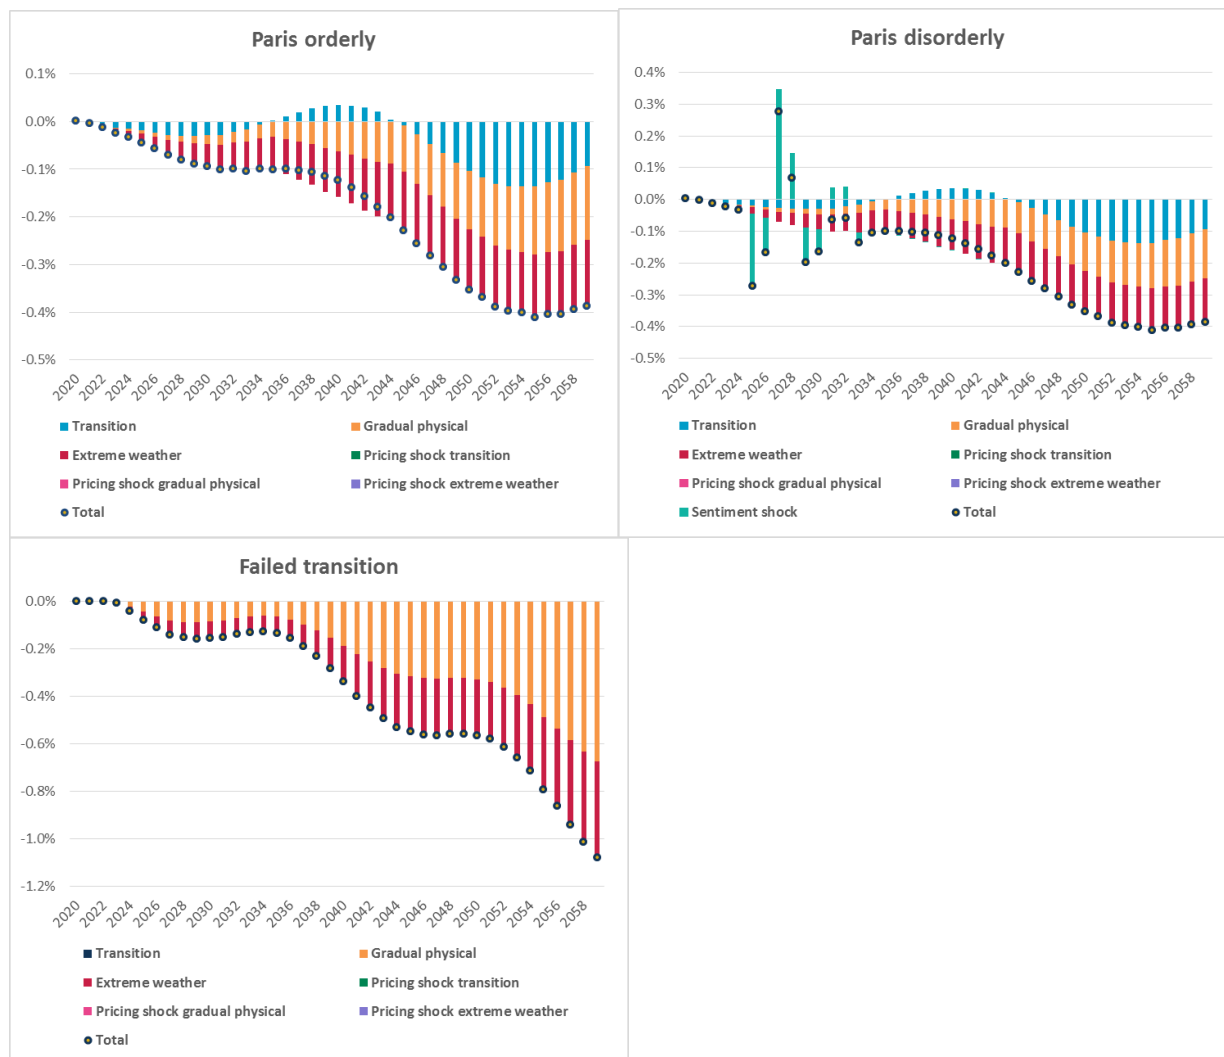 Paris orderly
0.1%
0.0%
-0.1%
-0.2%
-0.3%
-0.4%
-0.5%
2020 2022 2024 2026 2028 2030 2032 2034 2036 2038 2040 2042 2044 2046 2048 2050 2052 2054 2056 2058
Transition Gradual physical
Extreme weather Pricing shock transition
Pricing shock gradual physical Pricing shock extreme weather
Total
Paris disorderly
0.4%
0.3%
0.2%
0.1%
0.0%
-0.1%
-0.2%
-0.3%
-0.4%
-0.5%
2020 2022 2024 2026 2028 2030 2032 2034 2036 2038 2040 2042 2044 2046 2048 2050 2052 2054 2056 2058
Transition Gradual physical
Extreme weather Pricing shock transition
Pricing shock gradual physical Pricing shock extreme weather
Sentiment shock Total
Failed transition
0.0%
-0.2%
-0.4%
-0.6%
-0.8%
-1.0%
-1.2%
2020 2022 2024 2026 2028 2030 2032 2034 2036 2038 2040 2042 2044 2046 2048 2050 2052 2054 2056 2058
Transition Gradual physical
Extreme weather Pricing shock transition
Pricing shock gradual physical Pricing shock extreme weather
Total